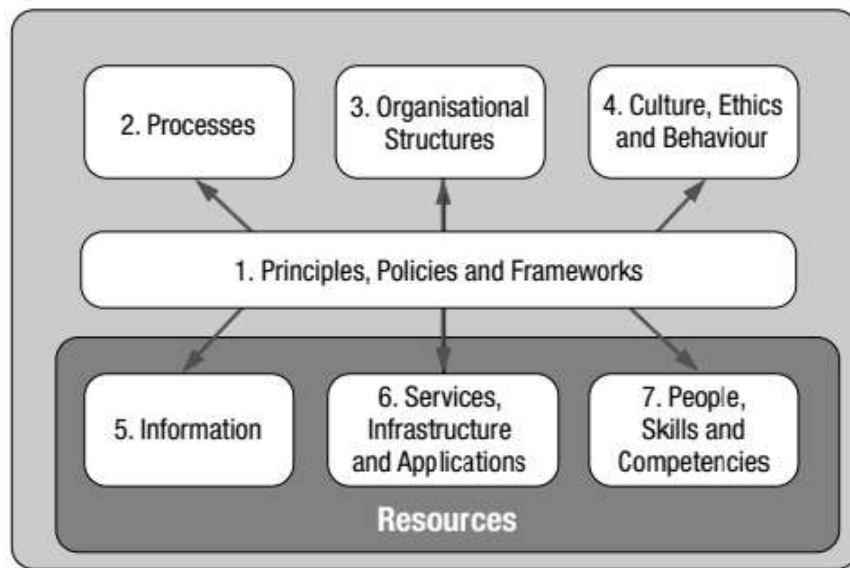 2. Processes
3. Organisational
Structures
4. Culture, Ethics
and Behaviour
1. Principles, Policies and Frameworks
5. Information
6. Services,
Infrastructure
and Applications
7. People,
Skills and
Competencies
Resources